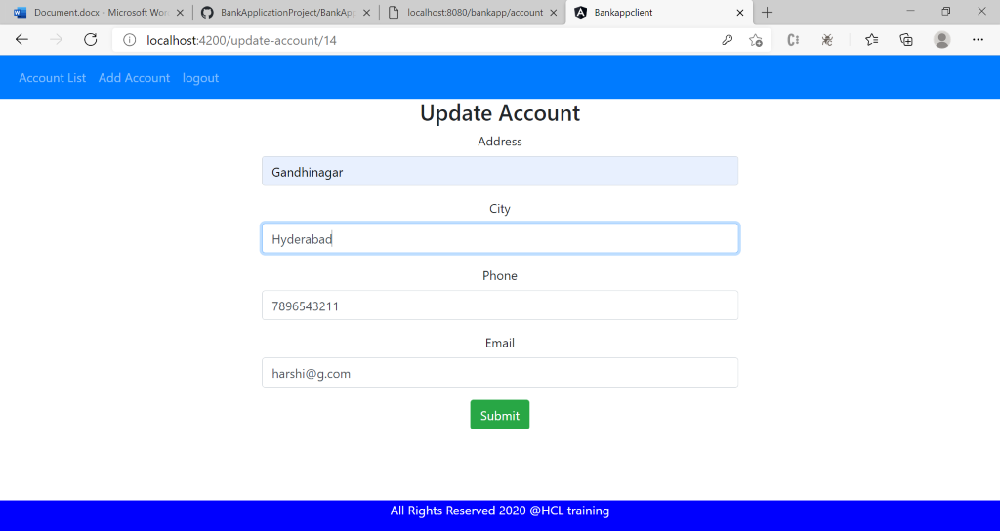 Document.docx - Microsoft Wor
BankApplicationProject/BankAp
localhost:8080/bankapp/account
Bankappclient
localhost:4200/update-account/14
Account List Add Account logout
Update Account
Address
Gandhinagar
City
Hyderabad
Phone
7896543211
Email
harshi@g.com
Submit
All Rights Reserved 2020 @HCL training